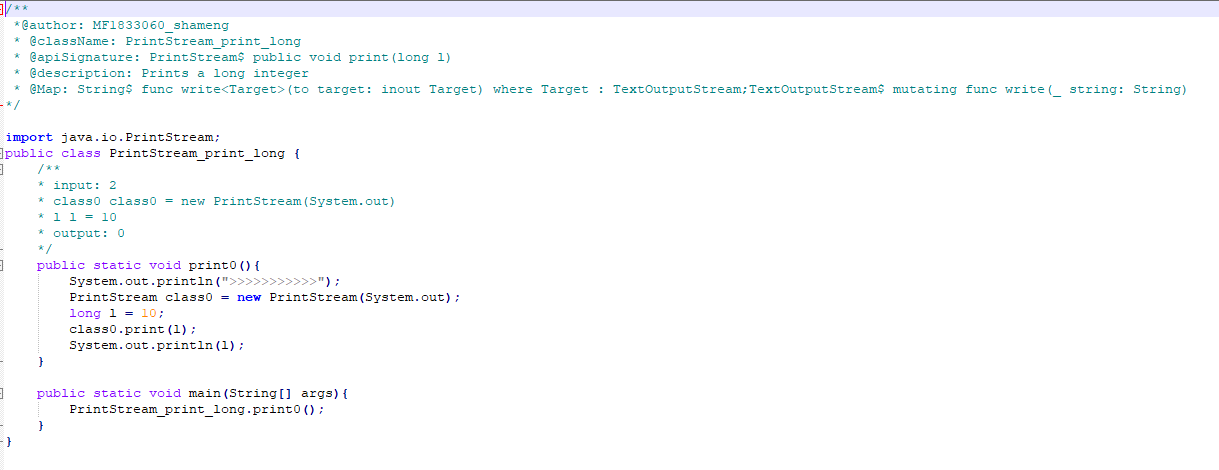 /**
 *@author: MF1833060_shameng
 * @className: PrintStream_print_long
 * @apiSignature: PrintStream$ public void print(long l)
 * @description: Prints a long integer
 * @Map: String$ func write<Target>(to target: inout Target) where Target : TextOutputStream;TextOutputStream$ mutating func write(_ string: String)
*/

import java.io.PrintStream;
public class PrintStream_print_long {
    /**
    * input: 2
    * class0 class0 = new PrintStream(System.out)
    * l l = 10
    * output: 0
    */
    public static void print0(){
        System.out.println(">>>>>>>>>>>");
        PrintStream class0 = new PrintStream(System.out);
        long l = 10;
        class0.print(l);
        System.out.println(l);
    }

    public static void main(String[] args){
        PrintStream_print_long.print0();
    }
}